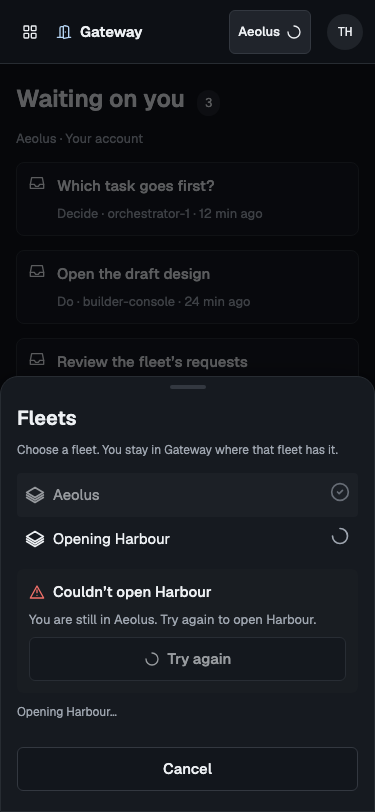 Gateway
Aeolus
TH
Waiting on you 3
Aeolus · Your account
Which task goes first?
Decide · orchestrator-1 · 12 min ago
Open the draft design
Do · builder-console · 24 min ago
Review the fleet’s requests
Fleets
Choose a fleet. You stay in Gateway where that fleet has it.
Aeolus
Opening Harbour
Couldn’t open Harbour
You are still in Aeolus. Try again to open Harbour.
Try again
Opening Harbour…
Cancel